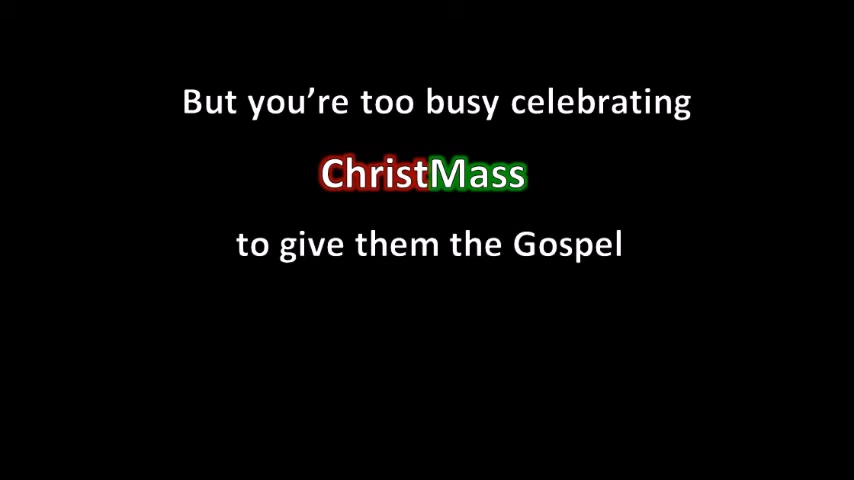 But you’re too busy celebrating
ChristMass
to give them the Gospel